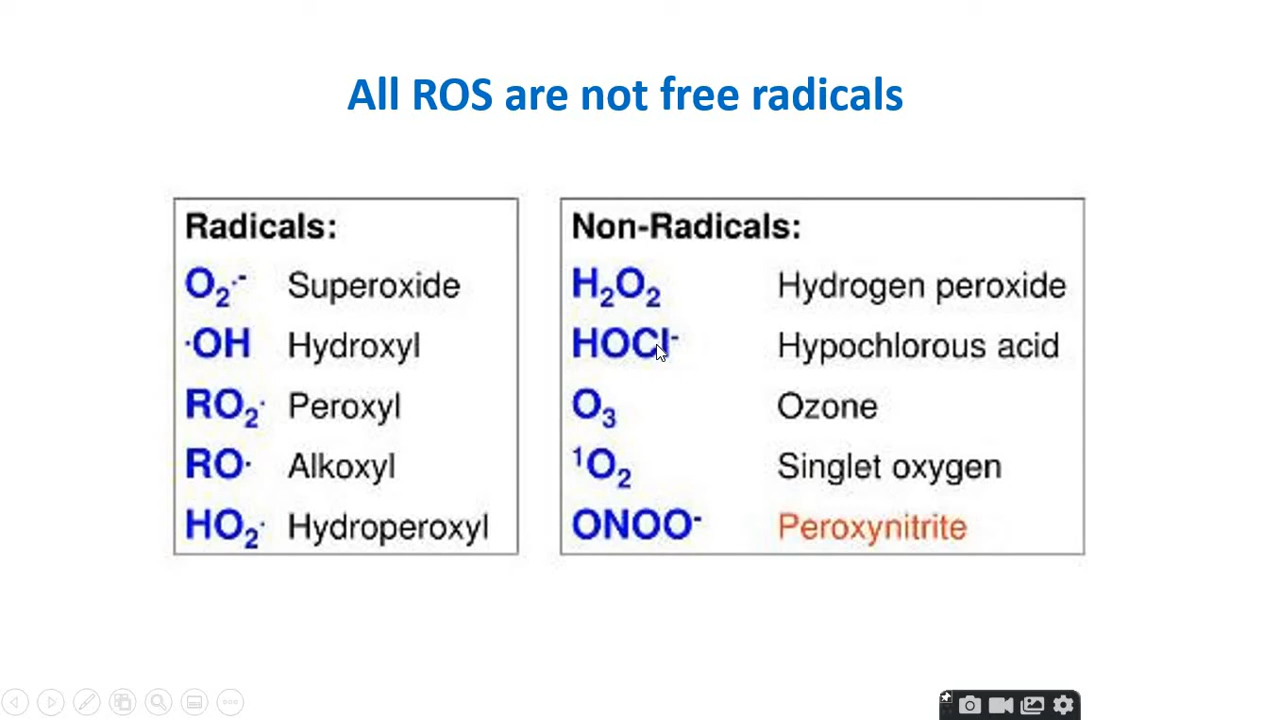 All ROS are not free radicals
Radicals:
O₂·⁻ Superoxide
·OH Hydroxyl
RO₂· Peroxyl
RO· Alkoxyl
HO₂· Hydroperoxyl
Non-Radicals:
H₂O₂ Hydrogen peroxide
HOCl⁻ Hypochlorous acid
O₃ Ozone
¹O₂ Singlet oxygen
ONOO⁻ Peroxynitrite